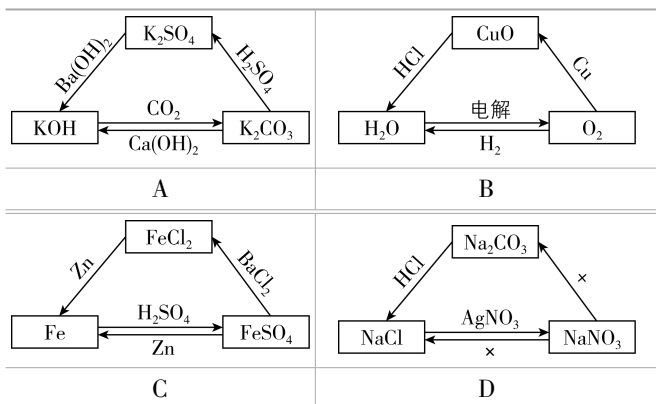 K₂SO₄
Ba(OH)₂
H₂SO₄
KOH
CO₂
Ca(OH)₂
K₂CO₃
A
CuO
HCl
Cu
H₂O
电解
H₂
O₂
B
FeCl₂
Zn
BaCl₂
Fe
H₂SO₄
Zn
FeSO₄
C
Na₂CO₃
HCl
×
NaCl
AgNO₃
×
NaNO₃
D